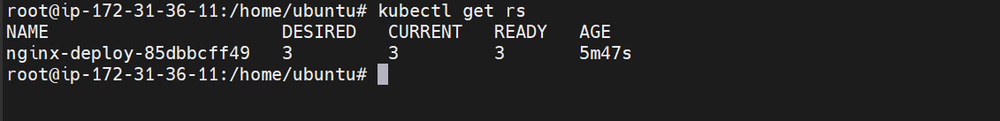 root@ip-172-31-36-11:/home/ubuntu# kubectl get rs
NAME                      DESIRED   CURRENT   READY   AGE
nginx-deploy-85dbbcff49   3         3         3       5m47s
root@ip-172-31-36-11:/home/ubuntu#